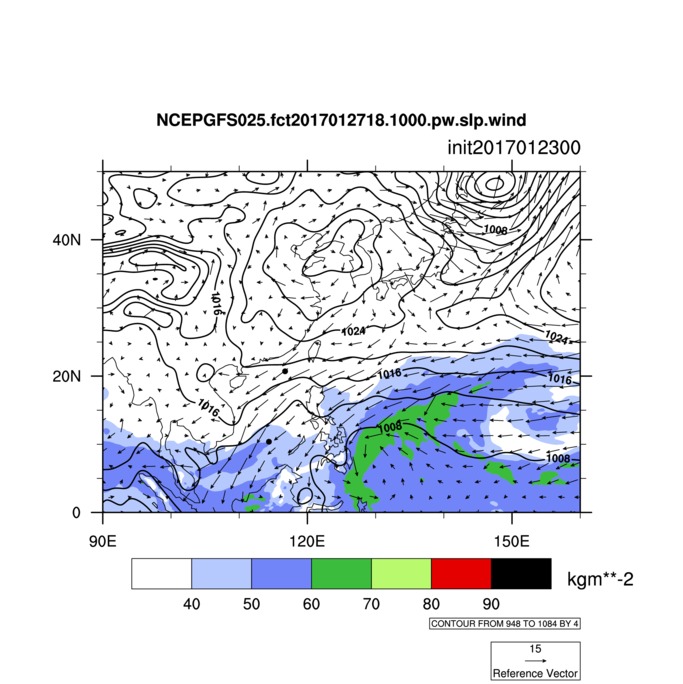 NCEPGFS025.fct2017012718.1000.pw.slp.wind
init2017012300
1008
40N
1016
1024
1024
20N
1016
1016
1016
1008
1008
0
90E 120E 150E
kgm**-2
40 50 60 70 80 90
CONTOUR FROM 948 TO 1084 BY 4
15
Reference Vector